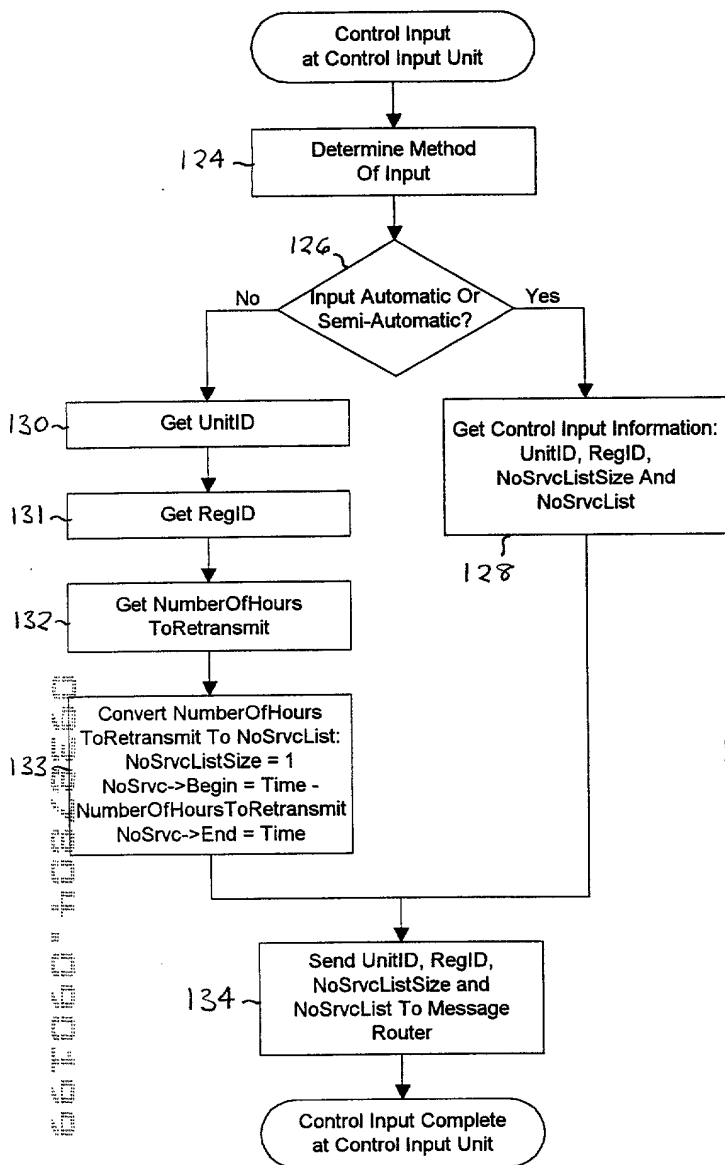 Control Input
at Control Input Unit
124
Determine Method
Of Input
126
Input Automatic Or
Semi-Automatic?
No
Yes
130
Get UnitID
131
Get RegID
132
Get NumberOfHours
ToRetransmit
133
Convert NumberOfHours
ToRetransmit To NoSrvcList:
NoSrvcListSize = 1
NoSrvc->Begin = Time -
NumberOfHoursToRetransmit
NoSrvc->End = Time
Get Control Input Information:
UnitID, RegID,
NoSrvcListSize And
NoSrvcList
128
134
Send UnitID, RegID,
NoSrvcListSize and
NoSrvcList To Message
Router
Control Input Complete
at Control Input Unit